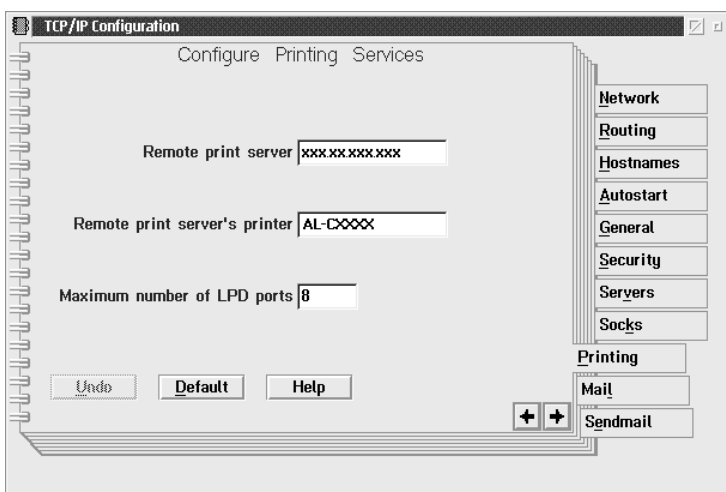 TCP/IP Configuration
Configure Printing Services
Remote print server xxx.xx.xxx.xxx
Remote print server's printer AL-CXXXX
Maximum number of LPD ports 8
Undo Default Help
Network
Routing
Hostnames
Autostart
General
Security
Servers
Socks
Printing
Mail
Sendmail